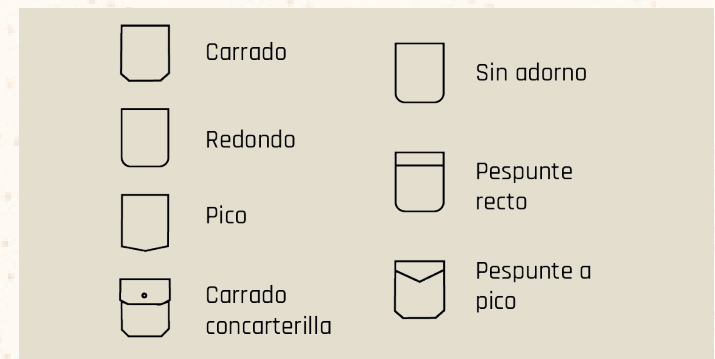 Carrado
Redondo
Pico
Carrado
concarterilla
Sin adorno
Pespunte
recto
Pespunte a
pico